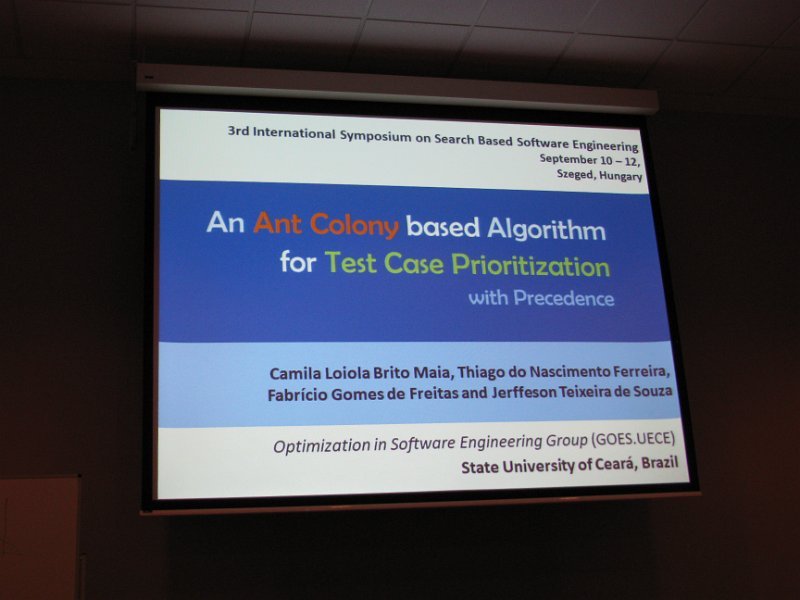 3rd International Symposium on Search Based Software Engineering
September 10 – 12,
Szeged, Hungary
An Ant Colony based Algorithm
for Test Case Prioritization
with Precedence
Camila Loiola Brito Maia, Thiago do Nascimento Ferreira,
Fabrício Gomes de Freitas and Jerffeson Teixeira de Souza
Optimization in Software Engineering Group (GOES.UECE)
State University of Ceará, Brazil